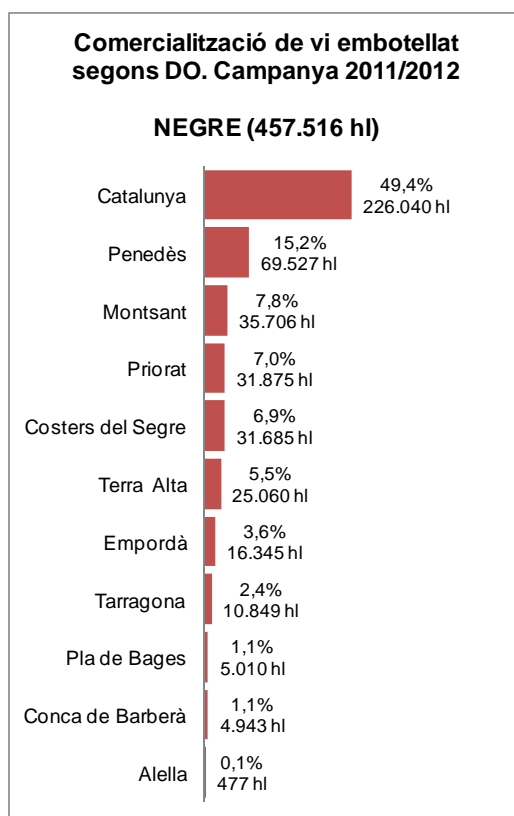 Comercialització de vi embotellat
segons DO. Campanya 2011/2012
NEGRE (457.516 hl)
Catalunya
49,4%
226.040 hl
Penedès
15,2%
69.527 hl
Montsant
7,8%
35.706 hl
Priorat
7,0%
31.875 hl
Costers del Segre
6,9%
31.685 hl
Terra Alta
5,5%
25.060 hl
Empordà
3,6%
16.345 hl
Tarragona
2,4%
10.849 hl
Pla de Bages
1,1%
5.010 hl
Conca de Barberà
1,1%
4.943 hl
Alella
0,1%
477 hl